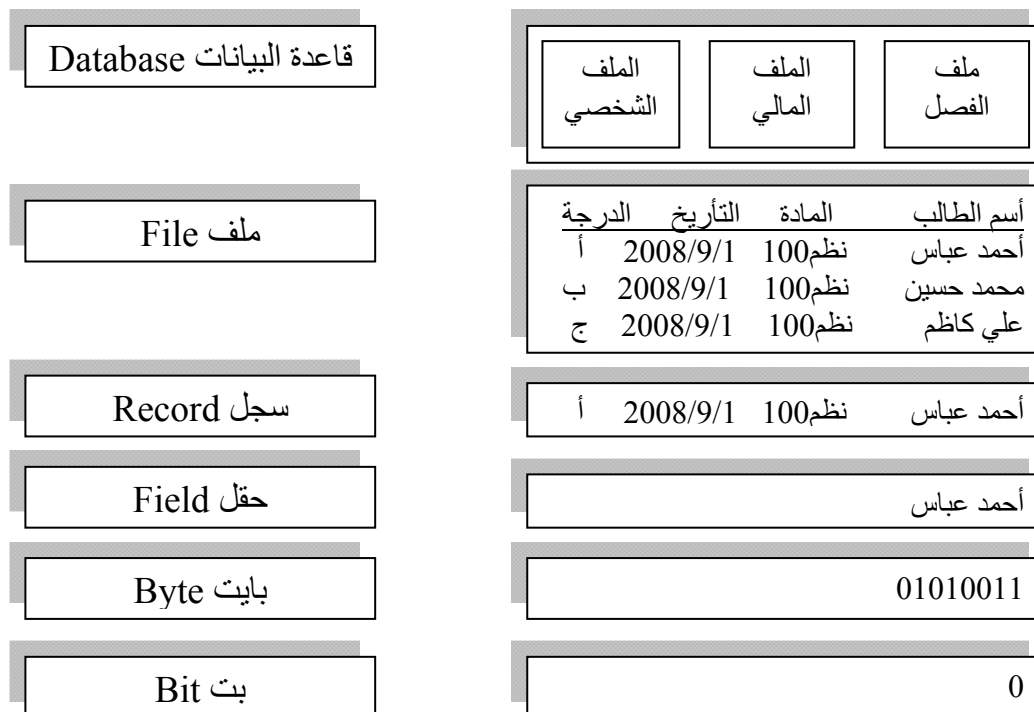 قاعدة البيانات Database
ملف الفصل
الملف المالي
الملف الشخصي
ملف File
أسم الطالب المادة التأريخ الدرجة
أحمد عباس نظم100 2008/9/1 أ
محمد حسين نظم100 2008/9/1 ب
علي كاظم نظم100 2008/9/1 ج
سجل Record
أحمد عباس نظم100 2008/9/1 أ
حقل Field
أحمد عباس
بايت Byte
01010011
بت Bit
0